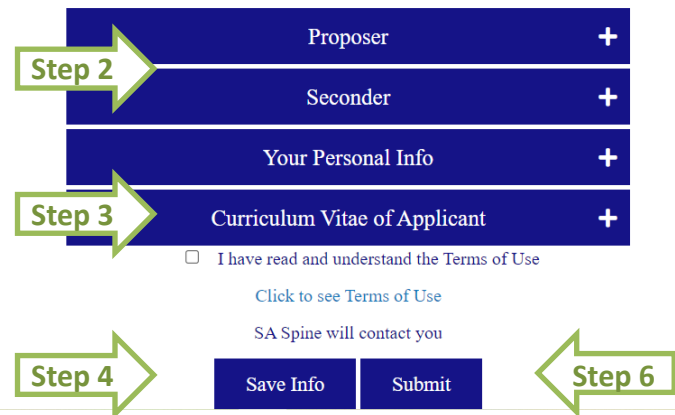 Proposer +
Step 2
Seconder +
Your Personal Info +
Step 3
Curriculum Vitae of Applicant +
I have read and understand the Terms of Use
Click to see Terms of Use
SA Spine will contact you
Step 4
Save Info
Submit
Step 6